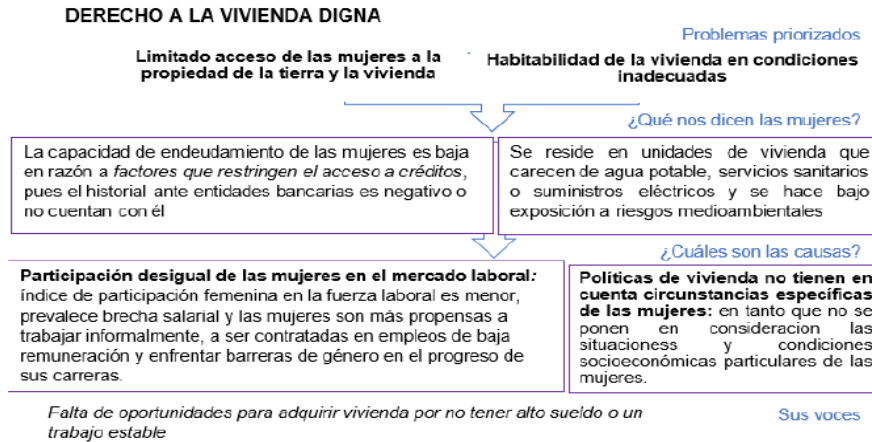 DERECHO A LA VIVIENDA DIGNA
Problemas priorizados
Limitado acceso de las mujeres a la
propiedad de la tierra y la vivienda
Habitabilidad de la vivienda en condiciones
inadecuadas
¿Qué nos dicen las mujeres?
La capacidad de endeudamiento de las mujeres es baja
en razón a factores que restringen el acceso a créditos,
pues el historial ante entidades bancarias es negativo o
no cuentan con él
Se reside en unidades de vivienda que
carecen de agua potable, servicios sanitarios
o suministros eléctricos y se hace bajo
exposición a riesgos medioambientales
¿Cuáles son las causas?
Participación desigual de las mujeres en el mercado laboral:
índice de participación femenina en la fuerza laboral es menor,
prevalece brecha salarial y las mujeres son más propensas a
trabajar informalmente, a ser contratadas en empleos de baja
remuneración y enfrentar barreras de género en el progreso de
sus carreras.
Políticas de vivienda no tienen en
cuenta circunstancias específicas
de las mujeres: en tanto que no se
ponen en consideracion las
situacioness y condiciones
socioeconómicas particulares de las
mujeres.
Falta de oportunidades para adquirir vivienda por no tener alto sueldo o un
trabajo estable
Sus voces